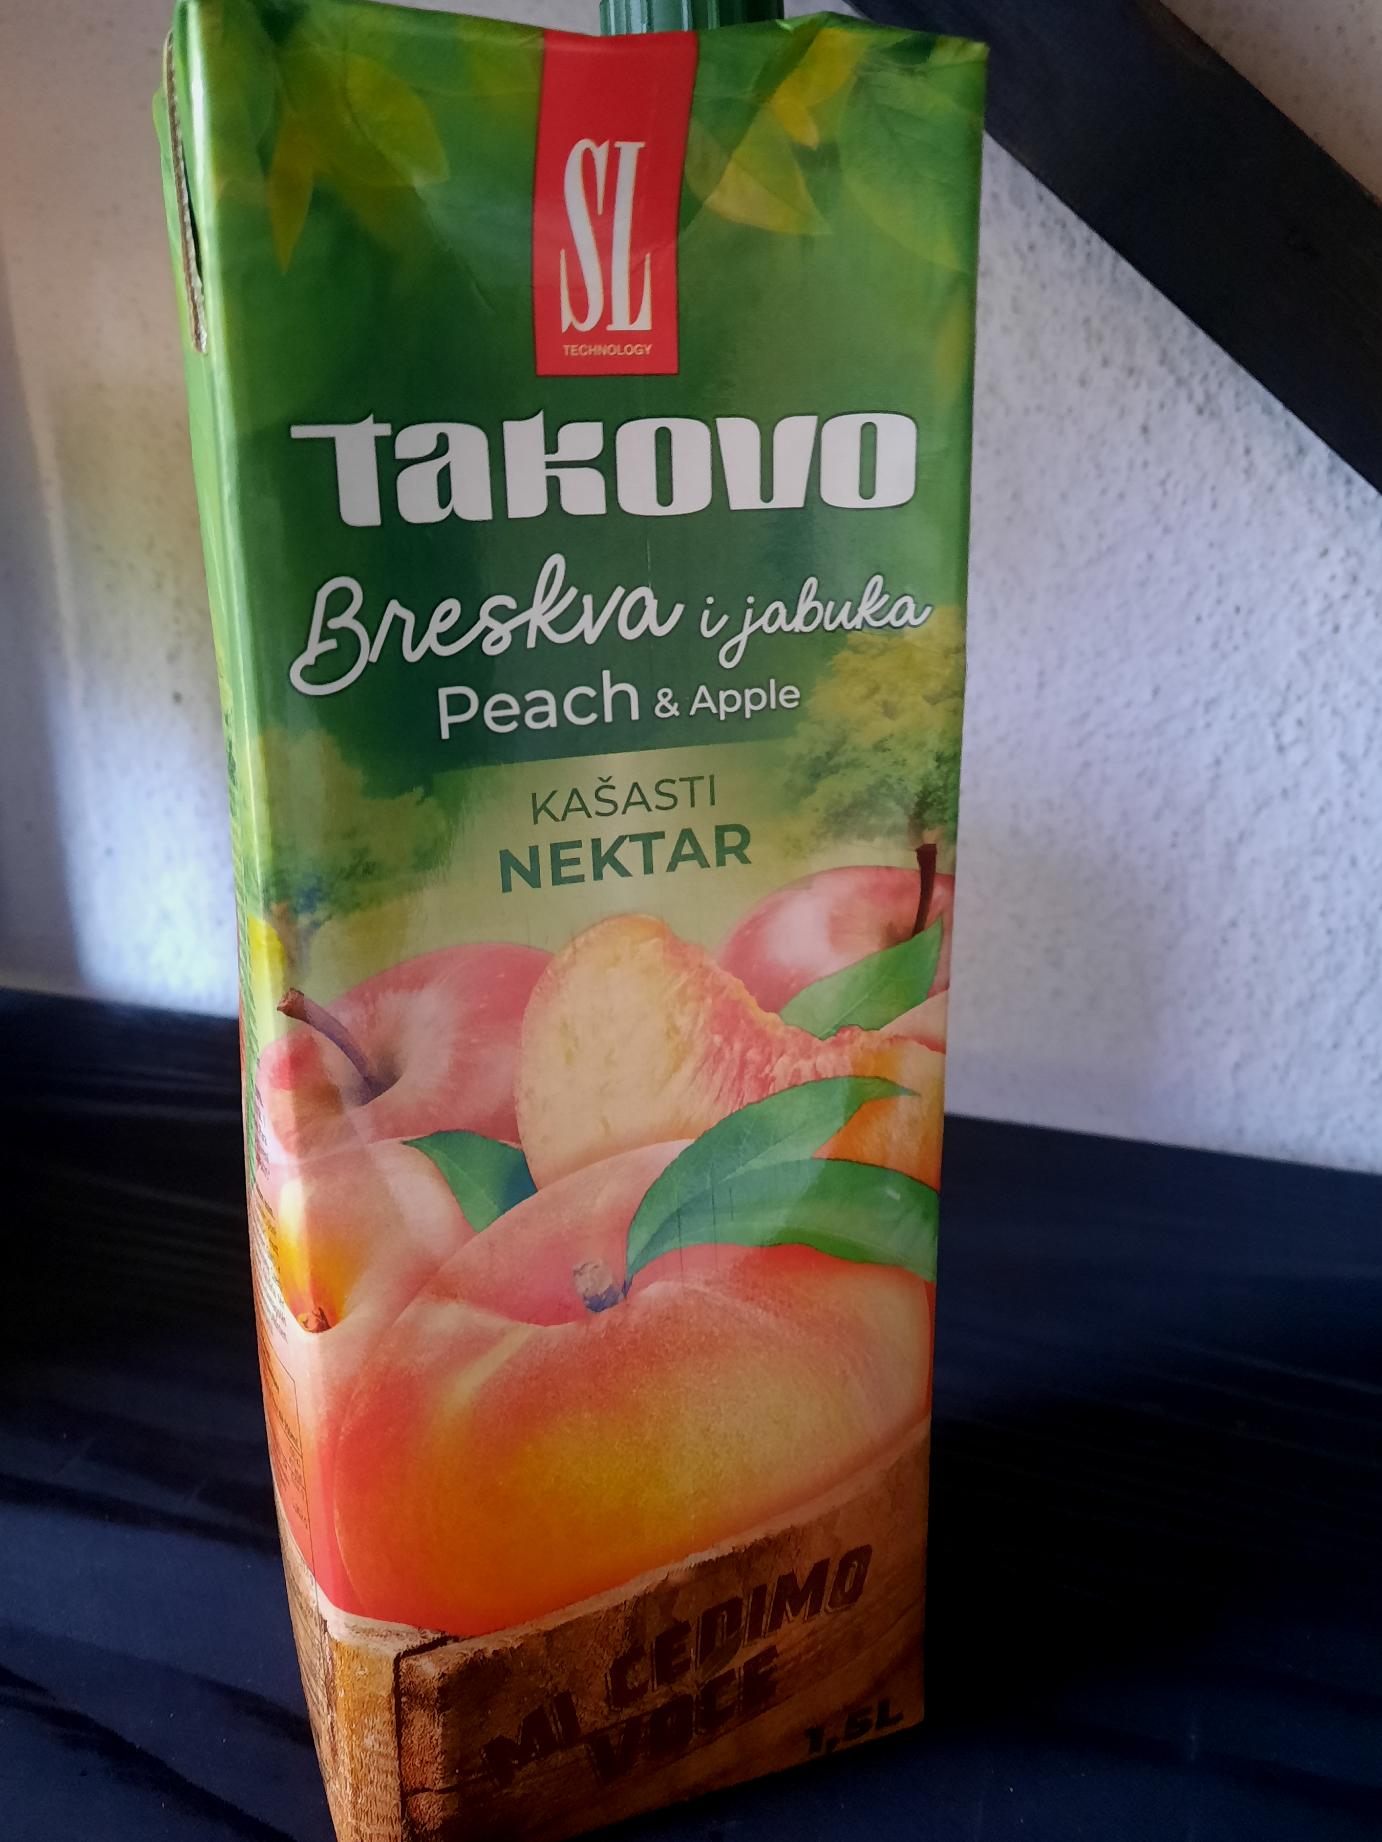 SL
TECHNOLOGY
TAKOVO
Breskva i jabuka
Peach & Apple
KAŠASTI
NEKTAR
MI CEDIMO
VOĆE
1,5L